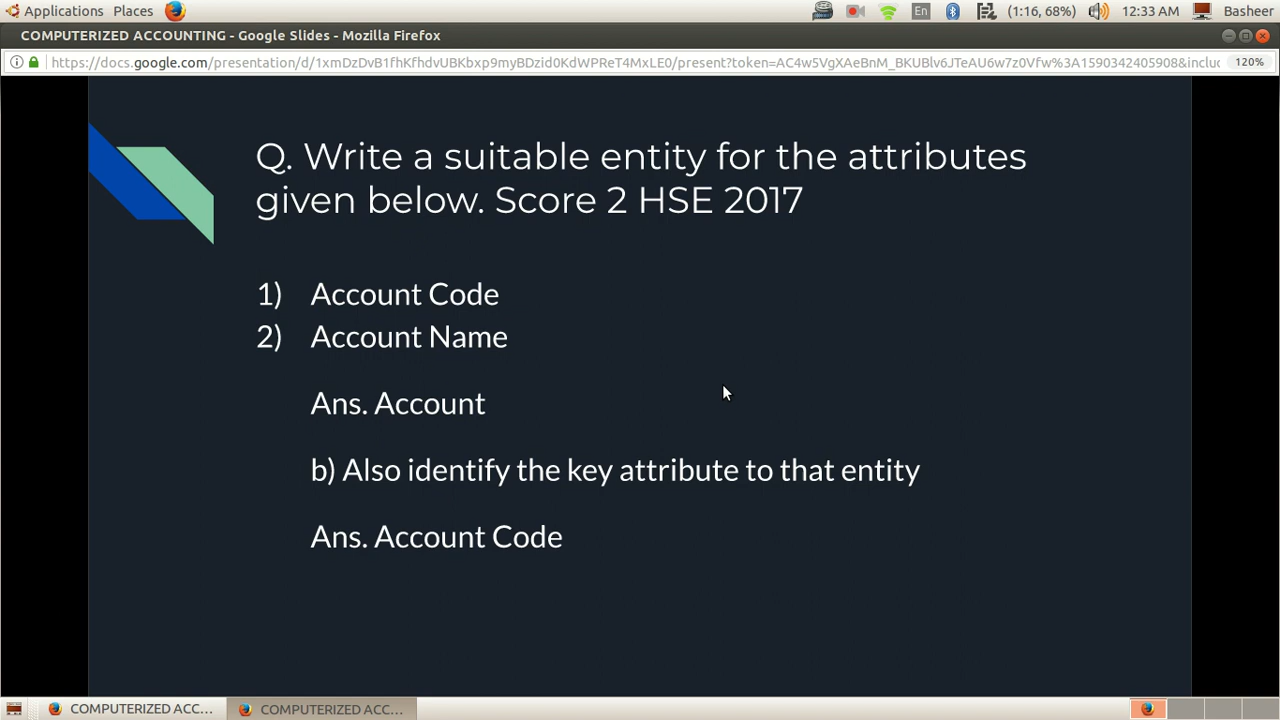 Applications Places En (1:16, 68%) 12:33 AM Basheer
COMPUTERIZED ACCOUNTING - Google Slides - Mozilla Firefox
https://docs.google.com/presentation/d/1xmDzDvB1fhKfhdvUBKbxp9myBDzid0KdWPReT4MxLE0/present?token=AC4w5VgXAeBnM_BKUBlv6JTeAU6w7z0Vfw%3A1590342405908&inclu 120%
Q. Write a suitable entity for the attributes
given below. Score 2 HSE 2017
1) Account Code
2) Account Name
Ans. Account
b) Also identify the key attribute to that entity
Ans. Account Code
COMPUTERIZED ACC... COMPUTERIZED ACC...